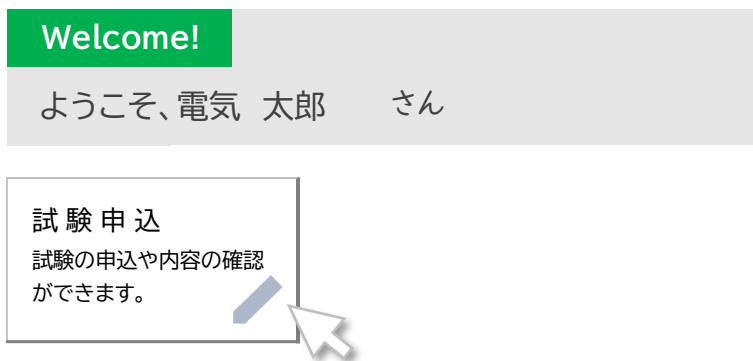 Welcome!
ようこそ、電気 太郎 さん
試験申込
試験の申込や内容の確認
ができます。